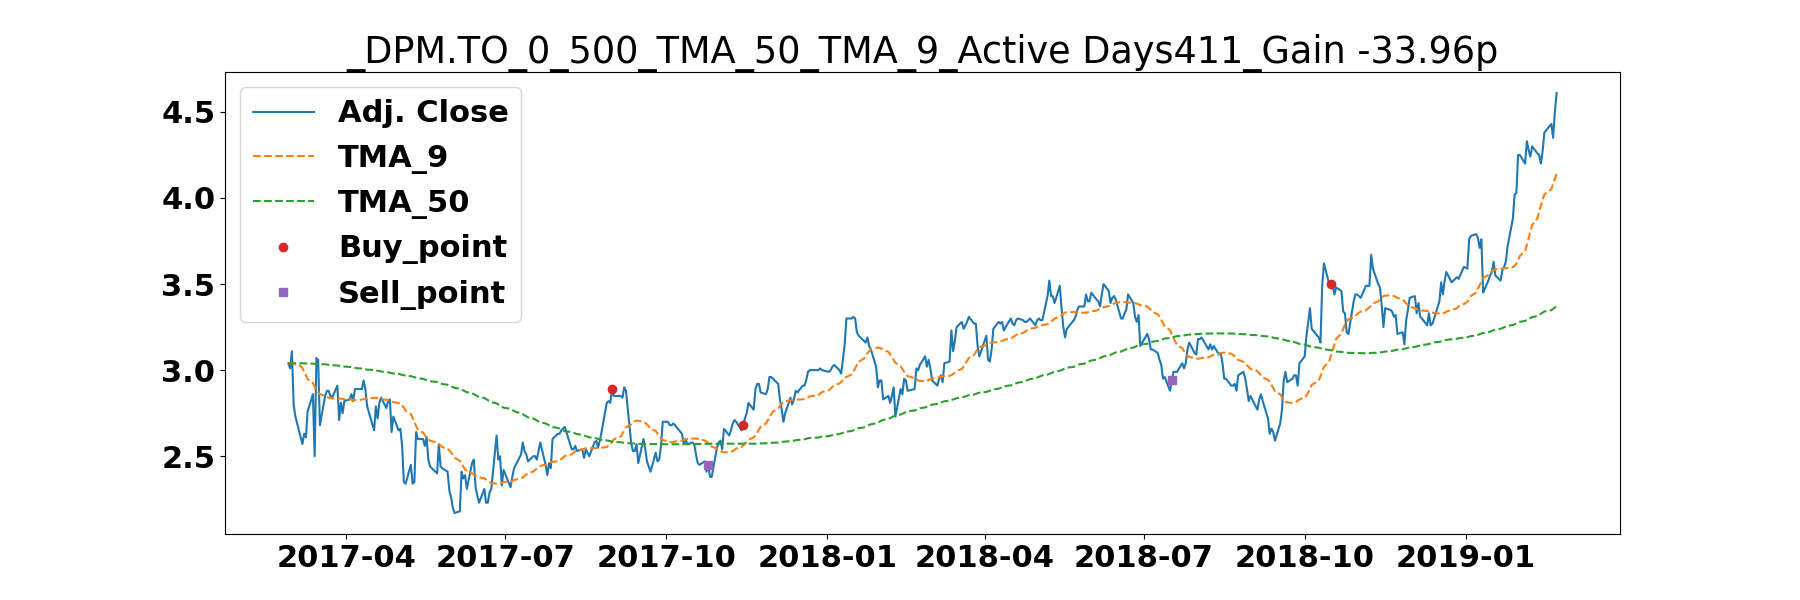 _DPM.TO_0_500_TMA_50_TMA_9_Active Days411_Gain -33.96p
Adj. Close
TMA_9
TMA_50
Buy_point
Sell_point
4.5
4.0
3.5
3.0
2.5
2017-04 2017-07 2017-10 2018-01 2018-04 2018-07 2018-10 2019-01